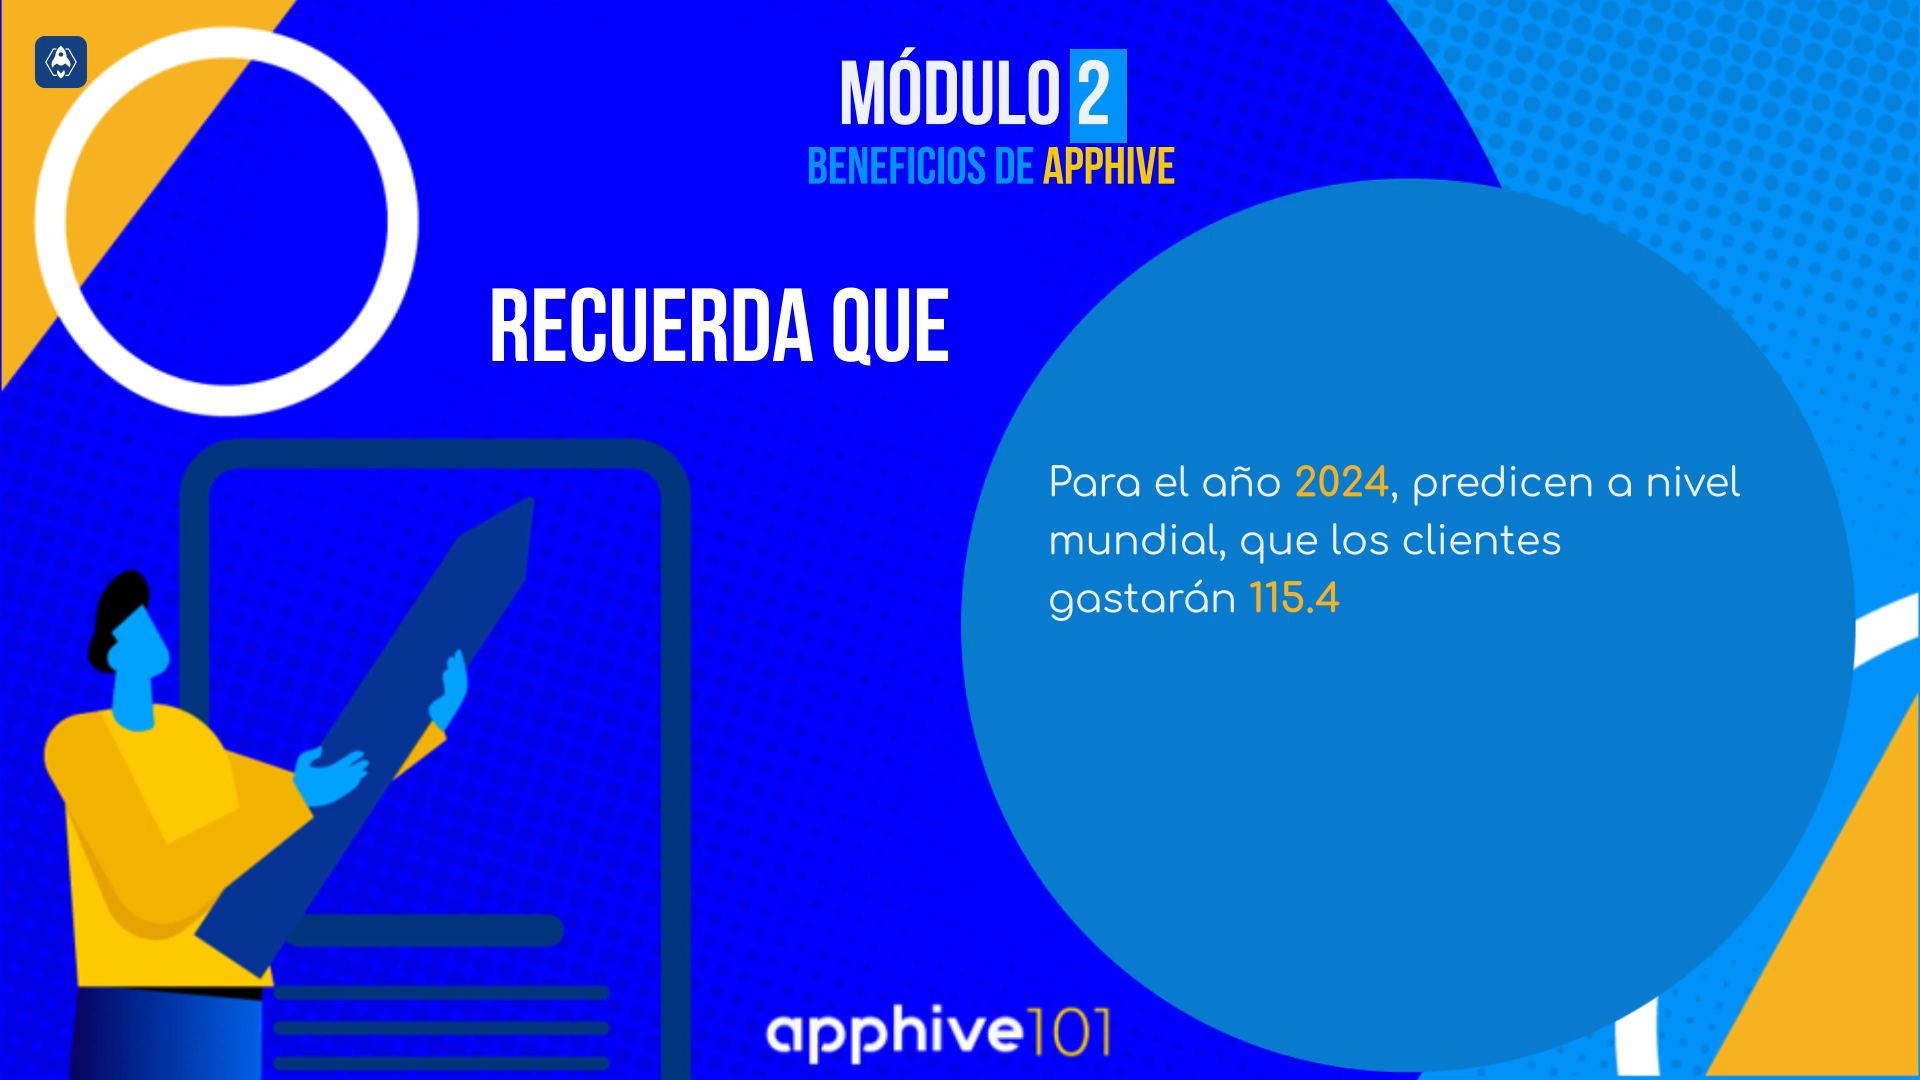 MÓDULO 2
BENEFICIOS DE APPHIVE
RECUERDA QUE
Para el año 2024, predicen a nivel
mundial, que los clientes
gastarán 115.4
apphive101